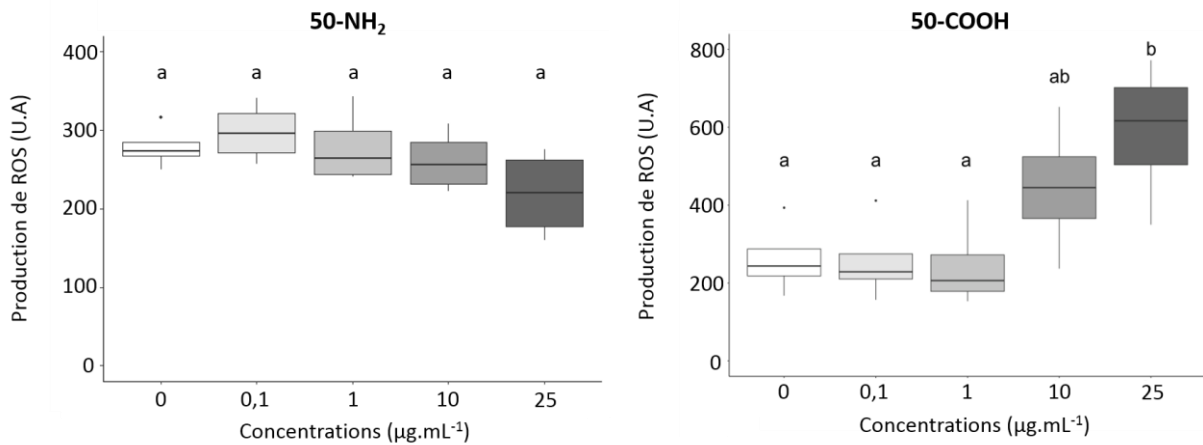 50-NH₂
Production de ROS (U.A)
400
300
200
100
0
a a a a a
0 0,1 1 10 25
Concentrations (µg.mL⁻¹)
50-COOH
Production de ROS (U.A)
800
600
400
200
0
b
ab
a a a
0 0,1 1 10 25
Concentrations (µg.mL⁻¹)